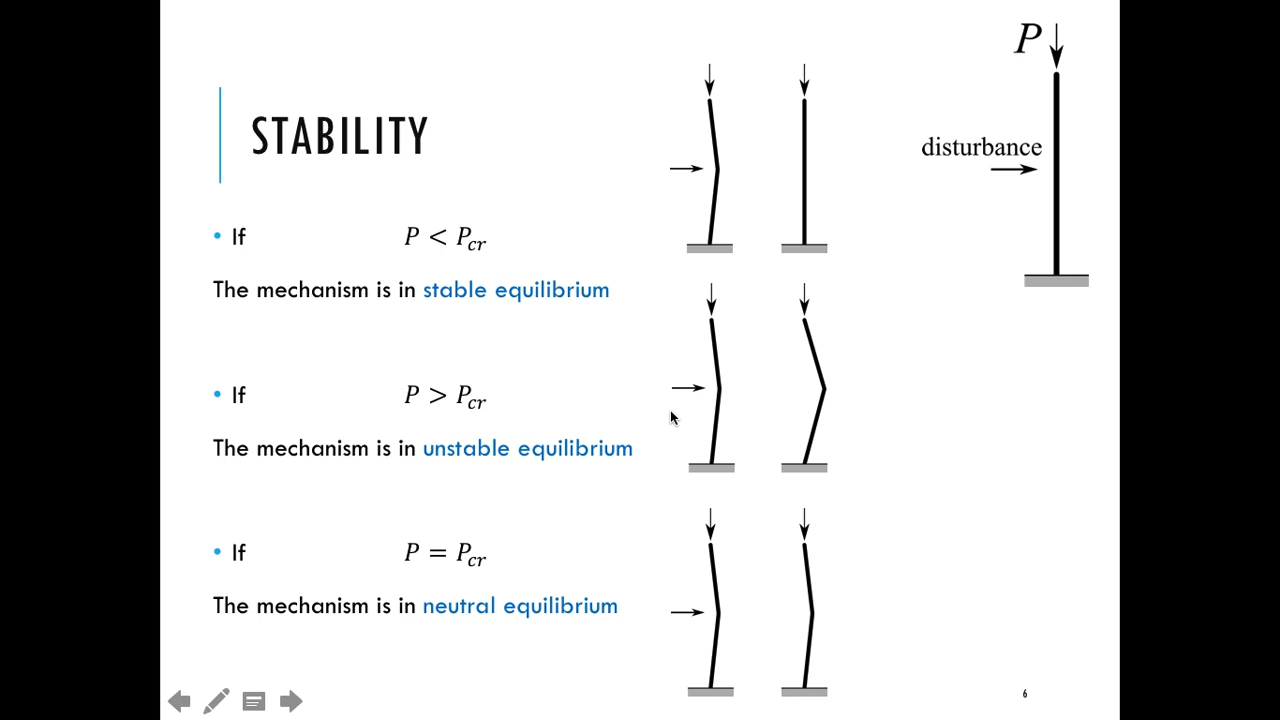 STABILITY
• If P < P_cr
The mechanism is in stable equilibrium
• If P > P_cr
The mechanism is in unstable equilibrium
• If P = P_cr
The mechanism is in neutral equilibrium
P
disturbance
6